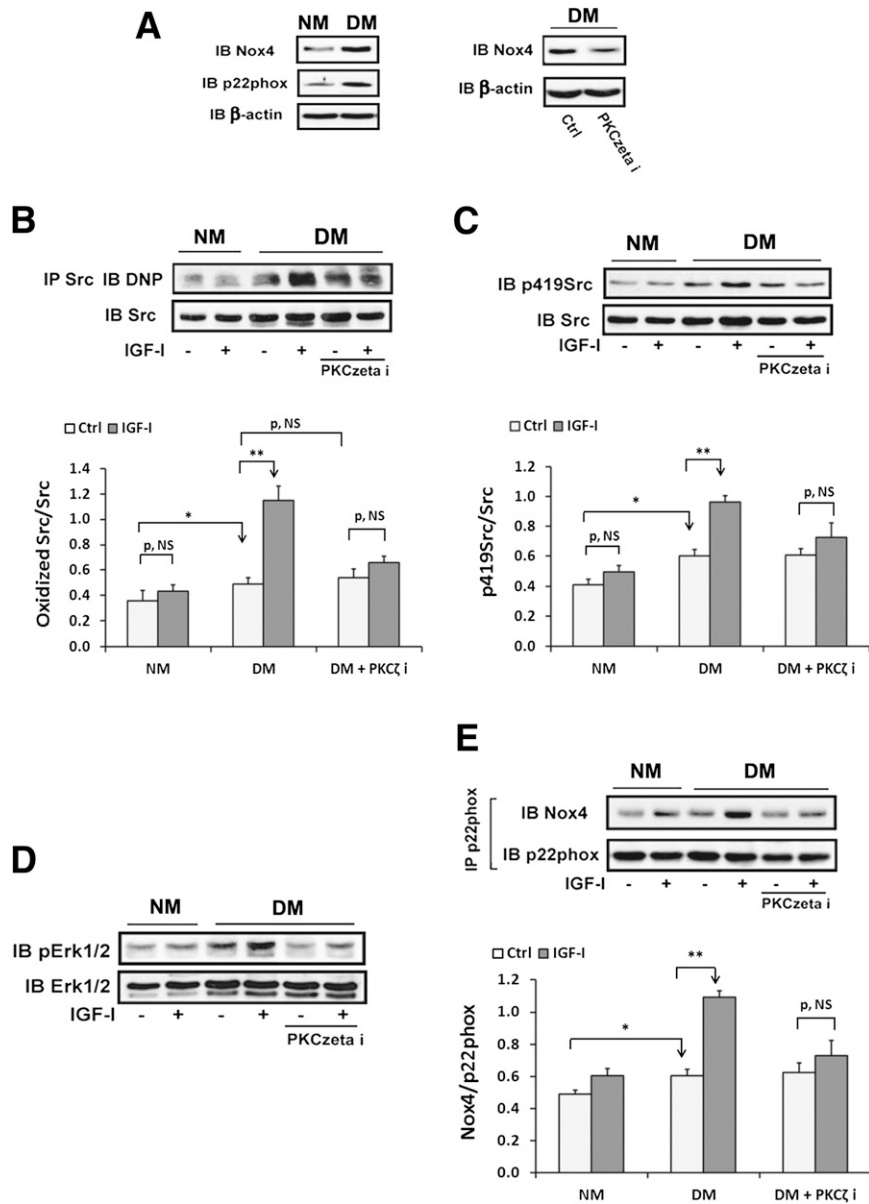 A
NM DM
IB Nox4
IB p22phox
IB β-actin
DM
IB Nox4
IB β-actin
Ctrl
PKCzeta i
B
NM DM
IP Src IB DNP
IB Src
IGF-I - + - + - +
PKCzeta i
Ctrl IGF-I
p, NS
**
*
p, NS
p, NS
Oxidized Src/Src
1.4
1.2
1.0
0.8
0.6
0.4
0.2
0.0
NM DM DM + PKCζ i
C
NM DM
IB p419Src
IB Src
IGF-I - + - + - +
PKCzeta i
Ctrl IGF-I
**
*
p, NS
p, NS
p419Src/Src
1.2
1.0
0.8
0.6
0.4
0.2
0.0
NM DM DM + PKCζ i
D
NM DM
IB pErk1/2
IB Erk1/2
IGF-I - + - + - +
PKCzeta i
E
NM DM
IP p22phox
IB Nox4
IB p22phox
IGF-I - + - + - +
PKCzeta i
Ctrl IGF-I
**
*
p, NS
Nox4/p22phox
1.2
1.0
0.8
0.6
0.4
0.2
0.0
NM DM DM + PKCζ i